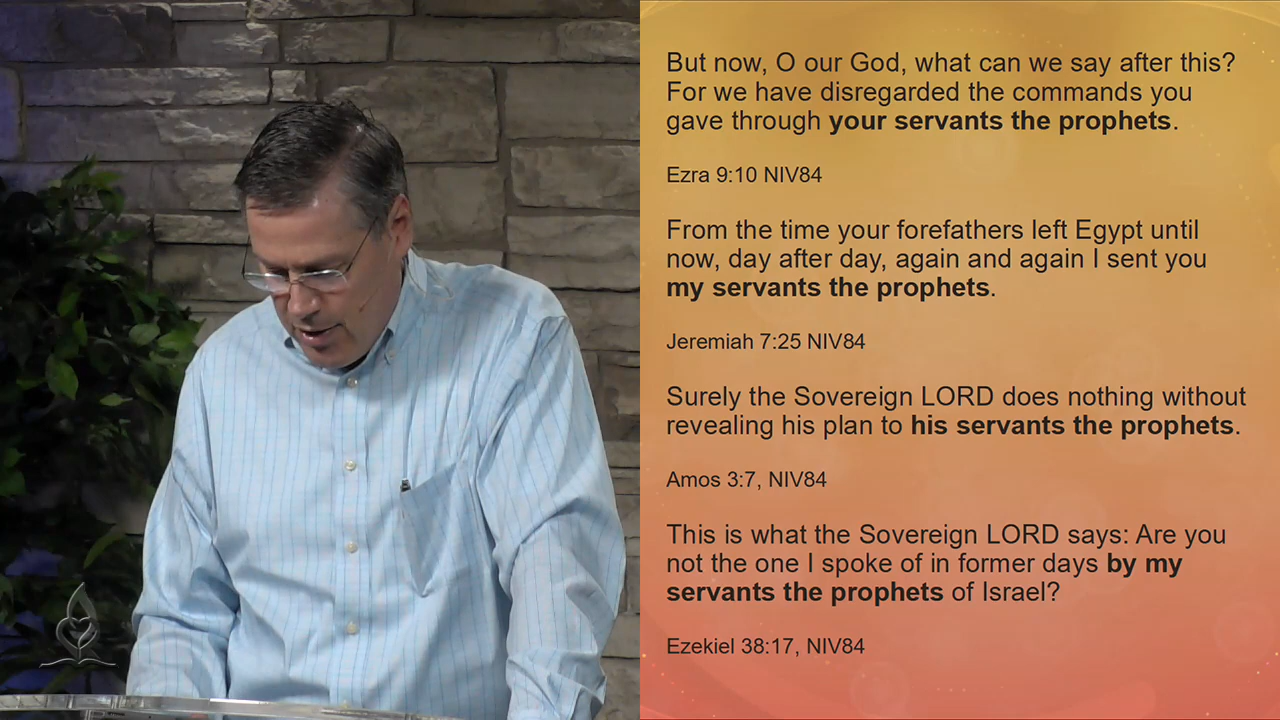 But now, O our God, what can we say after this?
For we have disregarded the commands you
gave through your servants the prophets.
Ezra 9:10 NIV84
From the time your forefathers left Egypt until
now, day after day, again and again I sent you
my servants the prophets.
Jeremiah 7:25 NIV84
Surely the Sovereign LORD does nothing without
revealing his plan to his servants the prophets.
Amos 3:7, NIV84
This is what the Sovereign LORD says: Are you
not the one I spoke of in former days by my
servants the prophets of Israel?
Ezekiel 38:17, NIV84